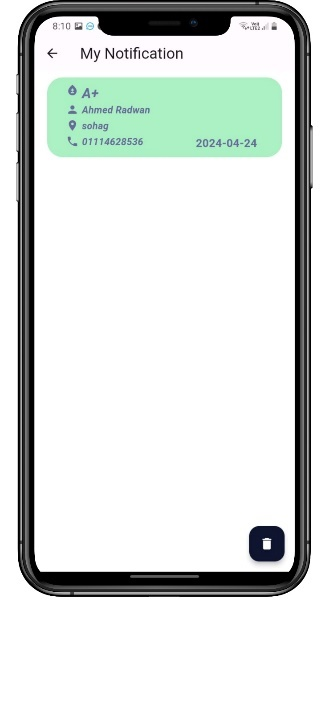 8:10
My Notification
A+
Ahmed Radwan
sohag
01114628536
2024-04-24